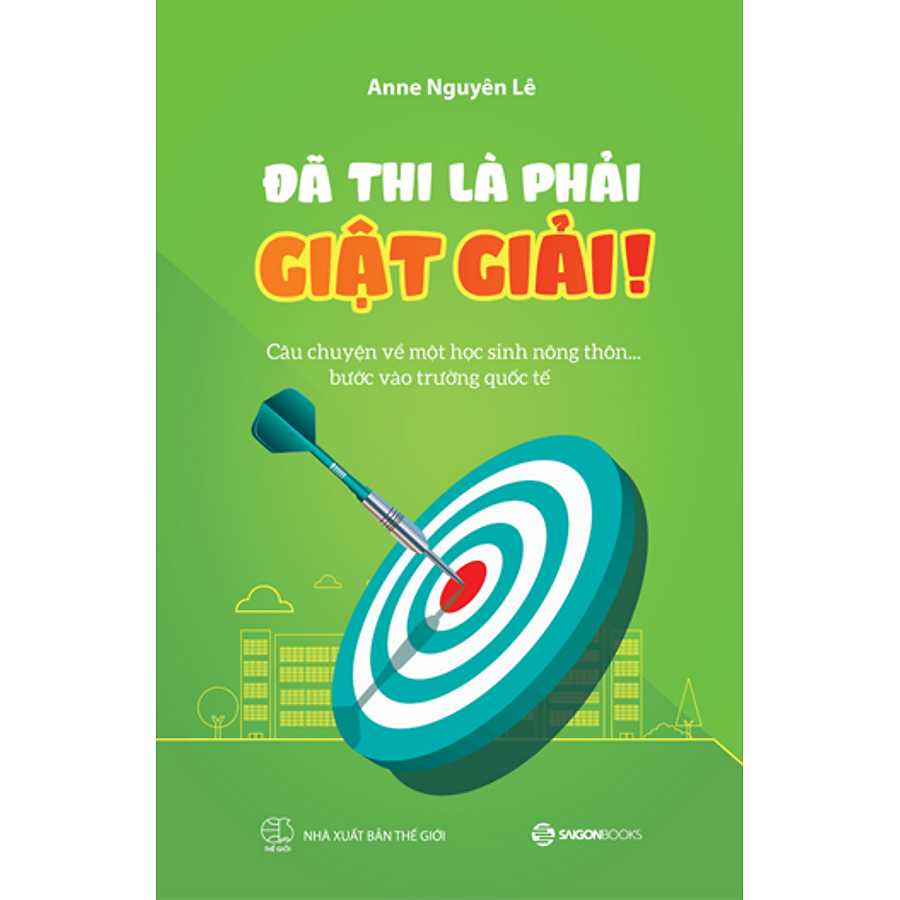 Anne Nguyên Lê
ĐÃ THI LÀ PHẢI
GIẬT GIẢI!
Câu chuyện về một học sinh nông thôn...
bước vào trường quốc tế
THẾ GIỚI
NHÀ XUẤT BẢN THẾ GIỚI
SAIGONBOOKS